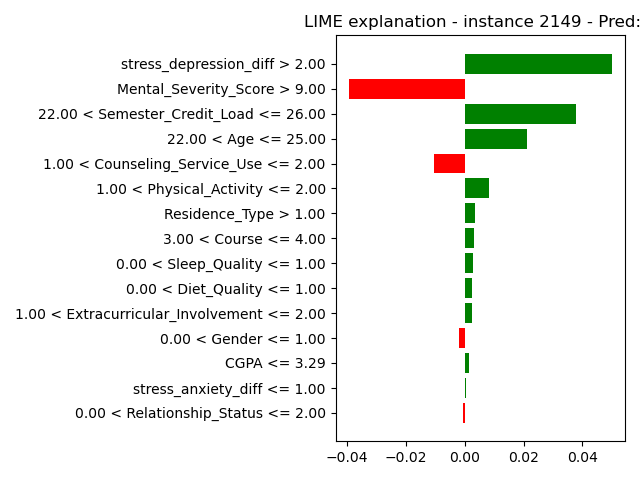 LIME explanation - instance 2149 - Pred:
stress_depression_diff > 2.00
Mental_Severity_Score > 9.00
22.00 < Semester_Credit_Load <= 26.00
22.00 < Age <= 25.00
1.00 < Counseling_Service_Use <= 2.00
1.00 < Physical_Activity <= 2.00
Residence_Type > 1.00
3.00 < Course <= 4.00
0.00 < Sleep_Quality <= 1.00
0.00 < Diet_Quality <= 1.00
1.00 < Extracurricular_Involvement <= 2.00
0.00 < Gender <= 1.00
CGPA <= 3.29
stress_anxiety_diff <= 1.00
0.00 < Relationship_Status <= 2.00
−0.04 −0.02 0.00 0.02 0.04